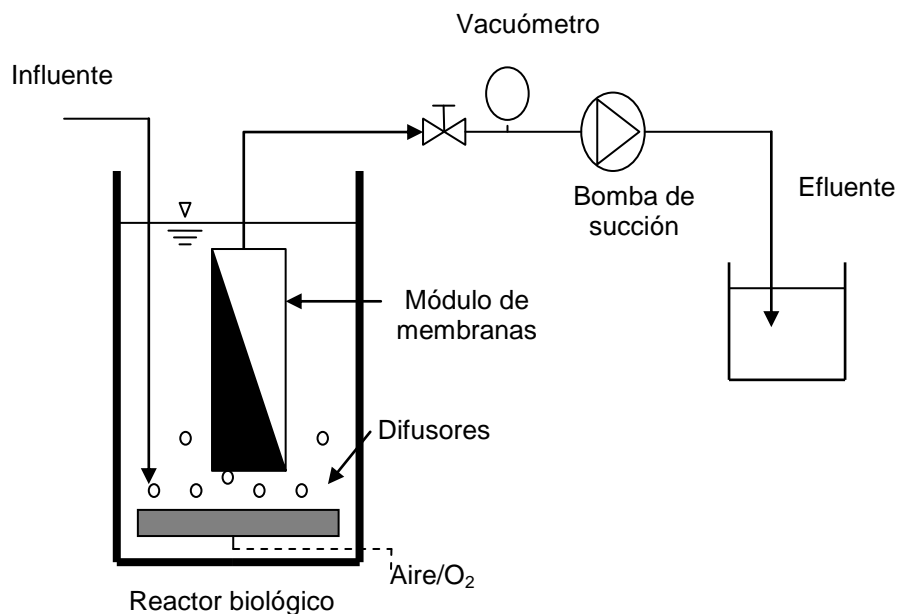 Vacuómetro
Influente
Bomba de
succión
Efluente
Módulo de
membranas
Difusores
Aire/O₂
Reactor biológico